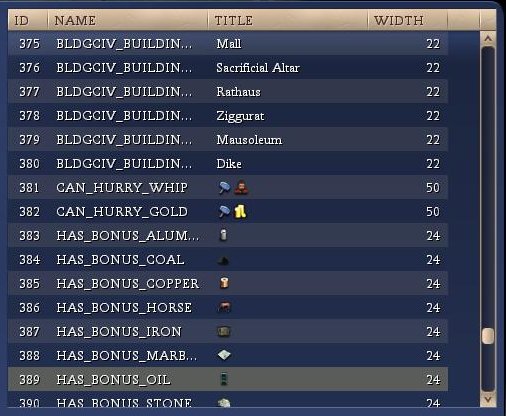 ID NAME TITLE WIDTH
375 BLDGCIV_BUILDIN... Mall 22
376 BLDGCIV_BUILDIN... Sacrificial Altar 22
377 BLDGCIV_BUILDIN... Rathaus 22
378 BLDGCIV_BUILDIN... Ziggurat 22
379 BLDGCIV_BUILDIN... Mausoleum 22
380 BLDGCIV_BUILDIN... Dike 22
381 CAN_HURRY_WHIP 50
382 CAN_HURRY_GOLD 50
383 HAS_BONUS_ALUM... 24
384 HAS_BONUS_COAL 24
385 HAS_BONUS_COPPER 24
386 HAS_BONUS_HORSE 24
387 HAS_BONUS_IRON 24
388 HAS_BONUS_MARB... 24
389 HAS_BONUS_OIL 24
390 HAS_BONUS_STONE 24